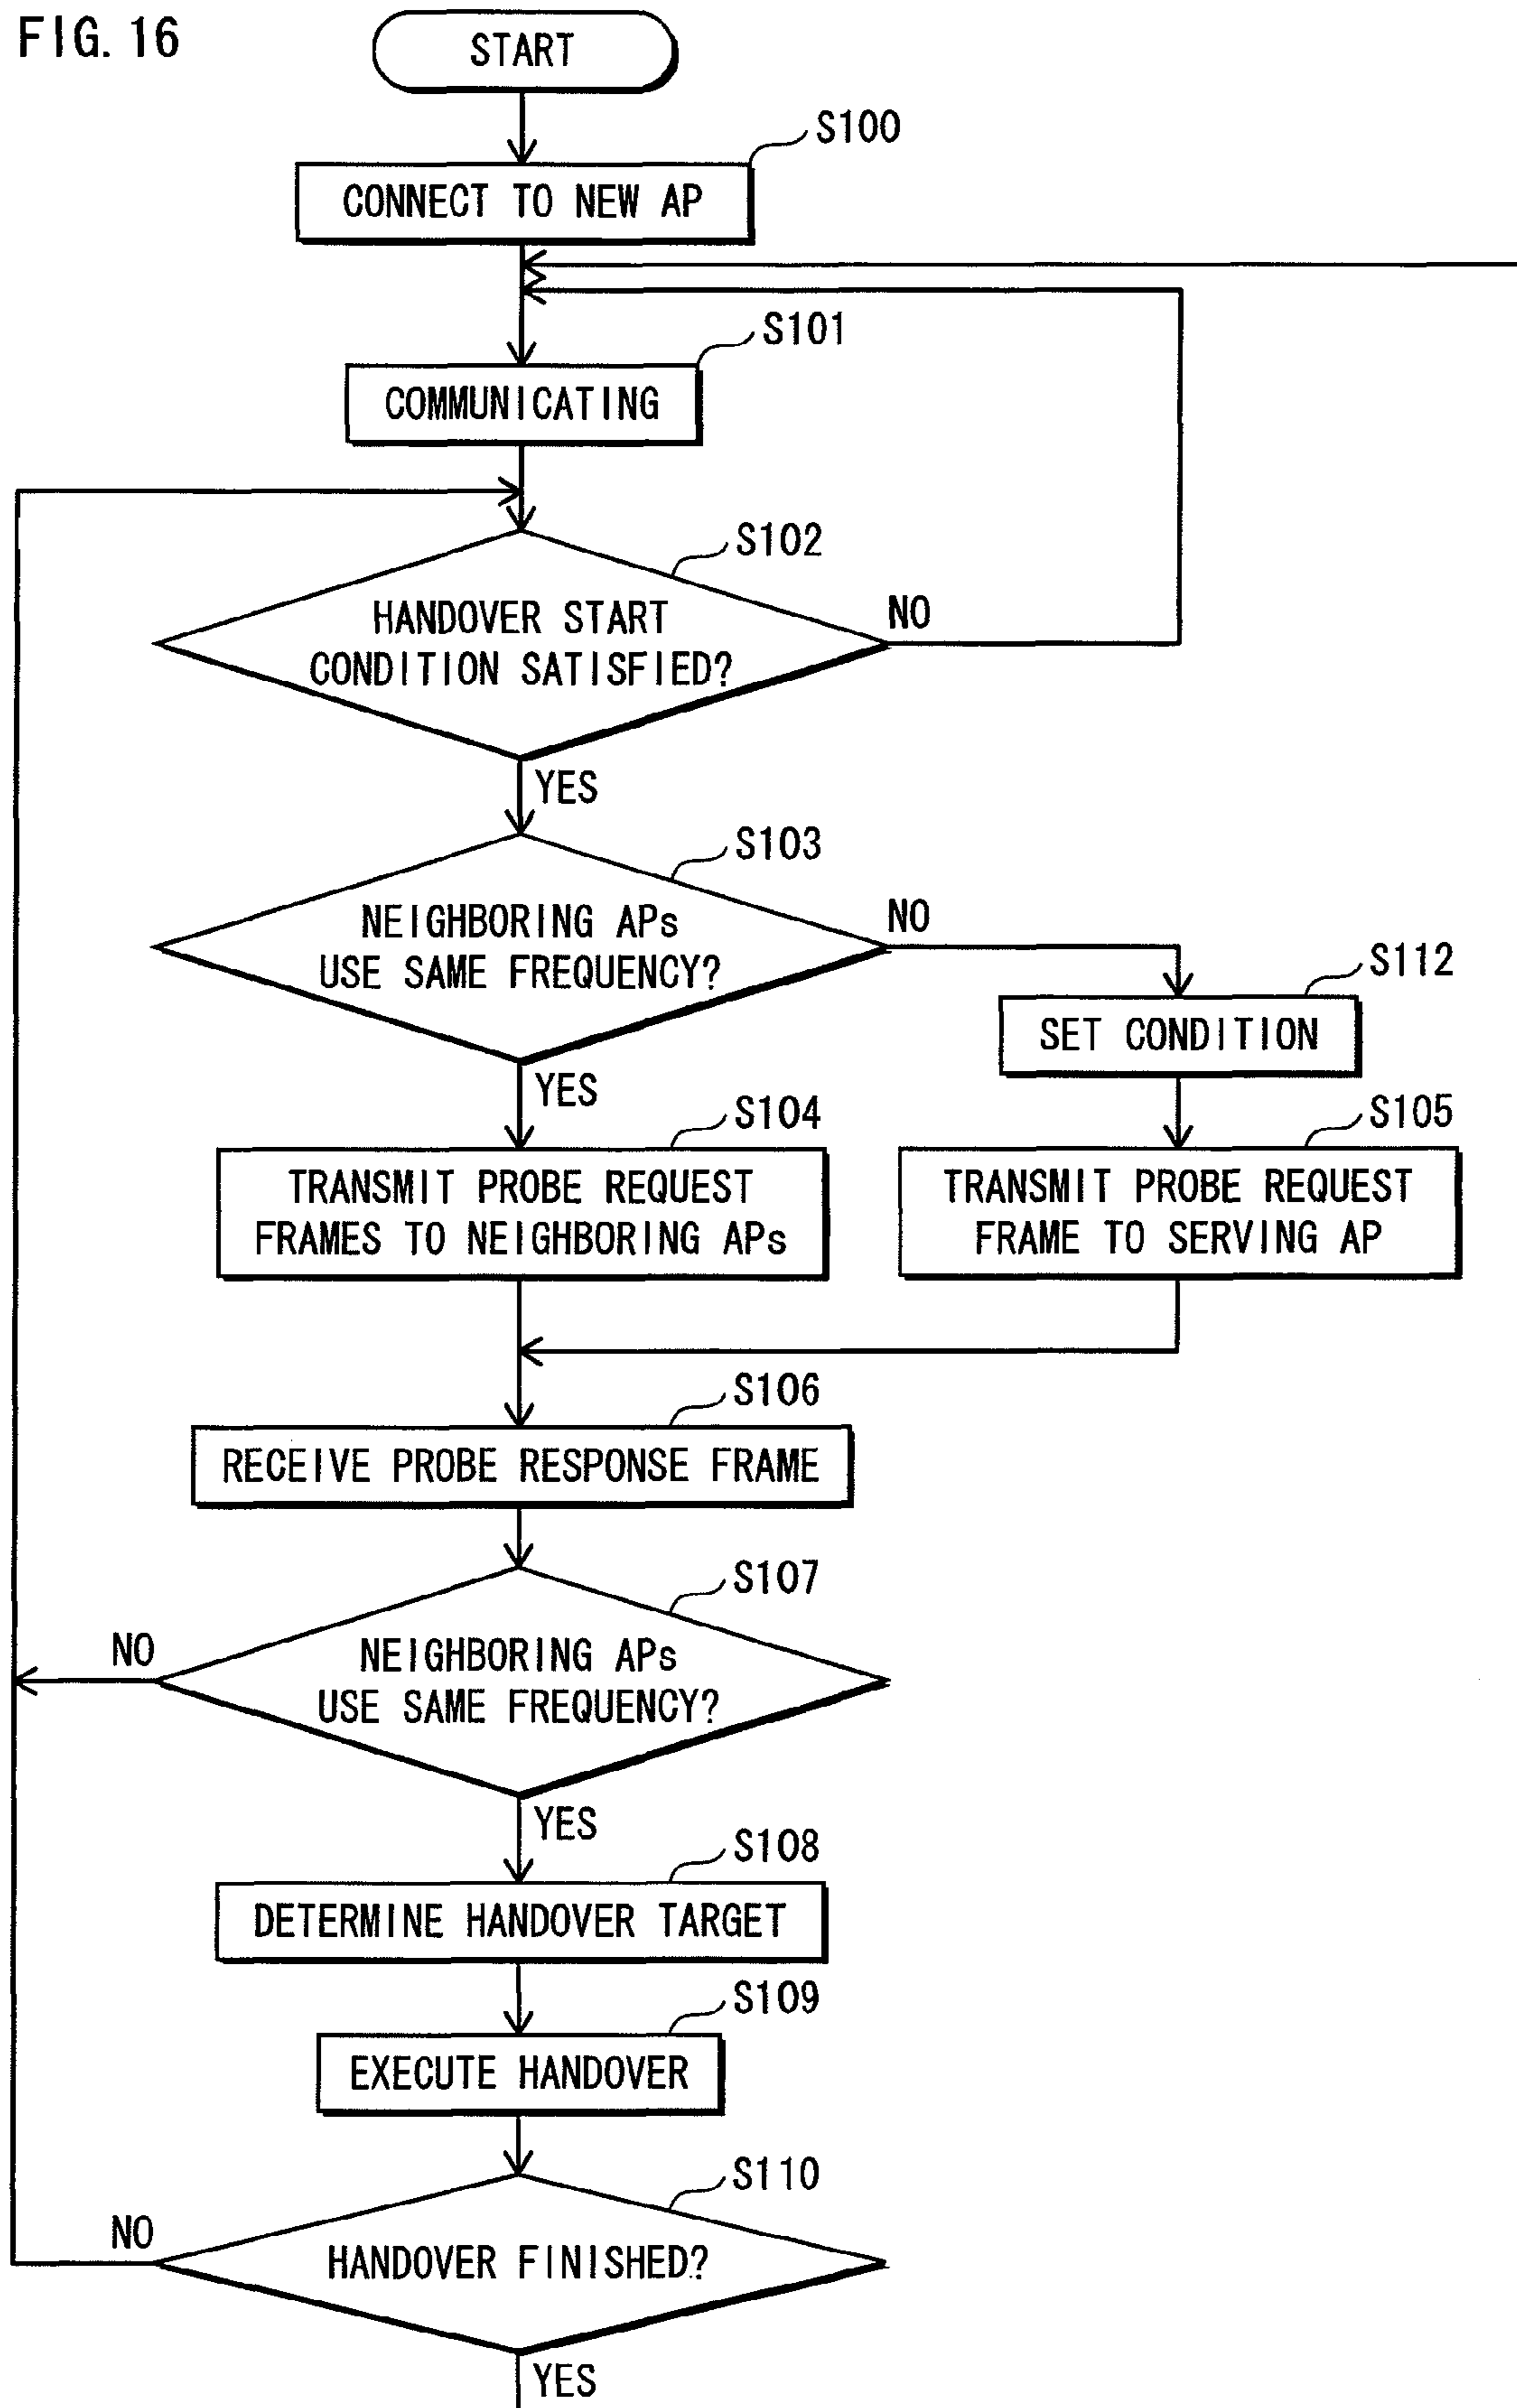 FIG. 16
START
S100
CONNECT TO NEW AP
S101
COMMUNICATING
S102
HANDOVER START
CONDITION SATISFIED?
NO
YES
S103
NEIGHBORING APs
USE SAME FREQUENCY?
NO
YES
S112
SET CONDITION
S104
TRANSMIT PROBE REQUEST
FRAMES TO NEIGHBORING APs
S105
TRANSMIT PROBE REQUEST
FRAME TO SERVING AP
S106
RECEIVE PROBE RESPONSE FRAME
S107
NEIGHBORING APs
USE SAME FREQUENCY?
NO
YES
S108
DETERMINE HANDOVER TARGET
S109
EXECUTE HANDOVER
S110
HANDOVER FINISHED?
NO
YES